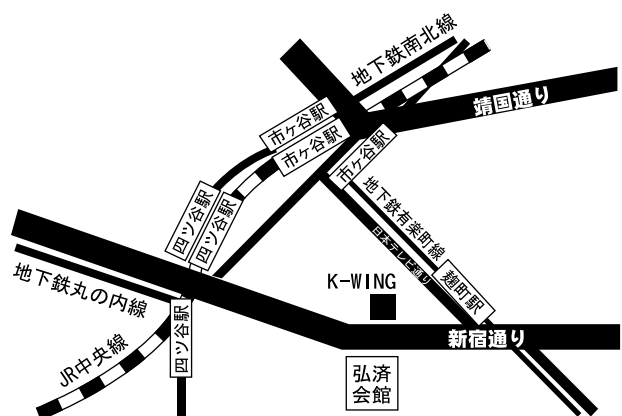 地下鉄南北線
靖国通り
市ヶ谷駅
市ヶ谷駅
市ヶ谷駅
四ツ谷駅
四ツ谷駅
地下鉄有楽町線
日本テレビ通り
麹町駅
地下鉄丸の内線
K-WING
四ツ谷駅
新宿通り
JR中央線
弘済
会館